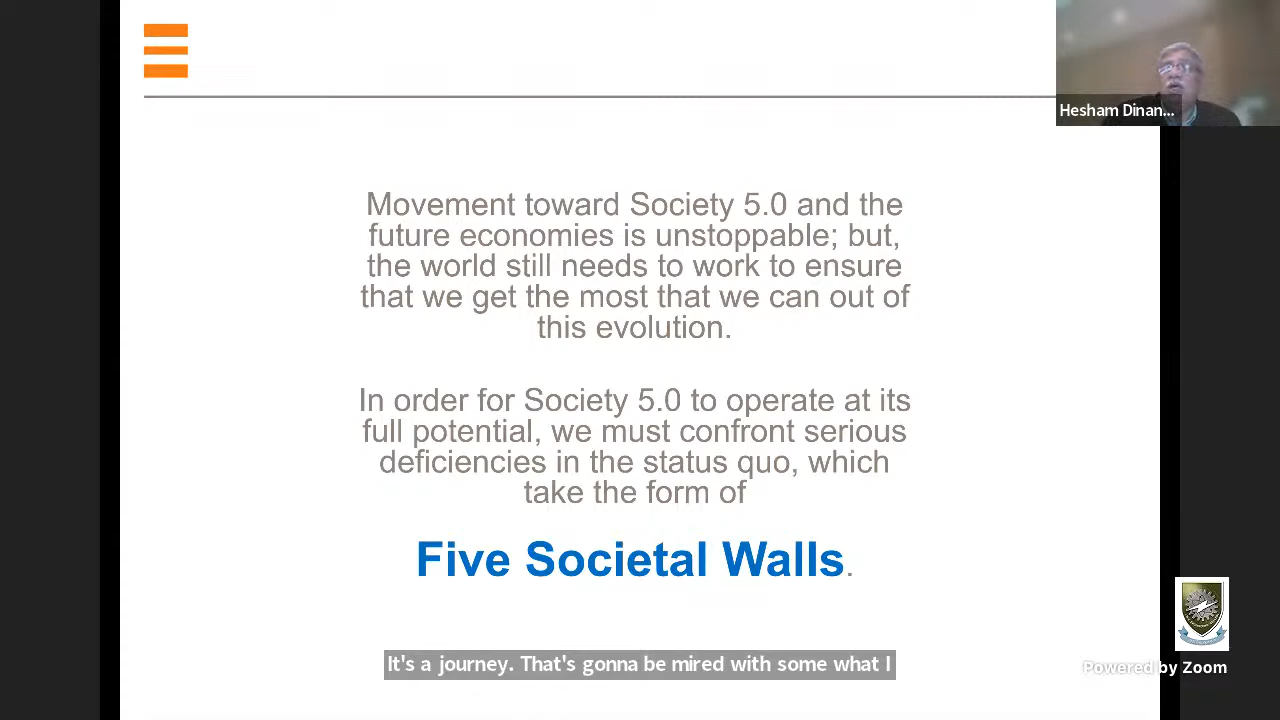 Hesham Dinan...
Movement toward Society 5.0 and the
future economies is unstoppable; but,
the world still needs to work to ensure
that we get the most that we can out of
this evolution.
In order for Society 5.0 to operate at its
full potential, we must confront serious
deficiencies in the status quo, which
take the form of
Five Societal Walls.
It's a journey. That's gonna be mired with some what I
Powered by Zoom